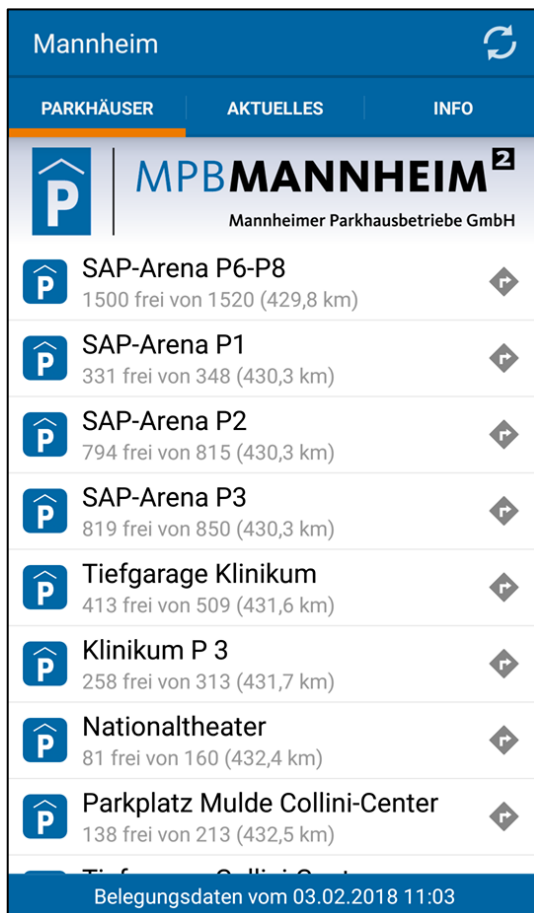 Mannheim
PARKHÄUSER AKTUELLES INFO
P MPBMANNHEIM²
Mannheimer Parkhausbetriebe GmbH
P SAP-Arena P6-P8
1500 frei von 1520 (429,8 km)
P SAP-Arena P1
331 frei von 348 (430,3 km)
P SAP-Arena P2
794 frei von 815 (430,3 km)
P SAP-Arena P3
819 frei von 850 (430,3 km)
P Tiefgarage Klinikum
413 frei von 509 (431,6 km)
P Klinikum P 3
258 frei von 313 (431,7 km)
P Nationaltheater
81 frei von 160 (432,4 km)
P Parkplatz Mulde Collini-Center
138 frei von 213 (432,5 km)
Belegungsdaten vom 03.02.2018 11:03